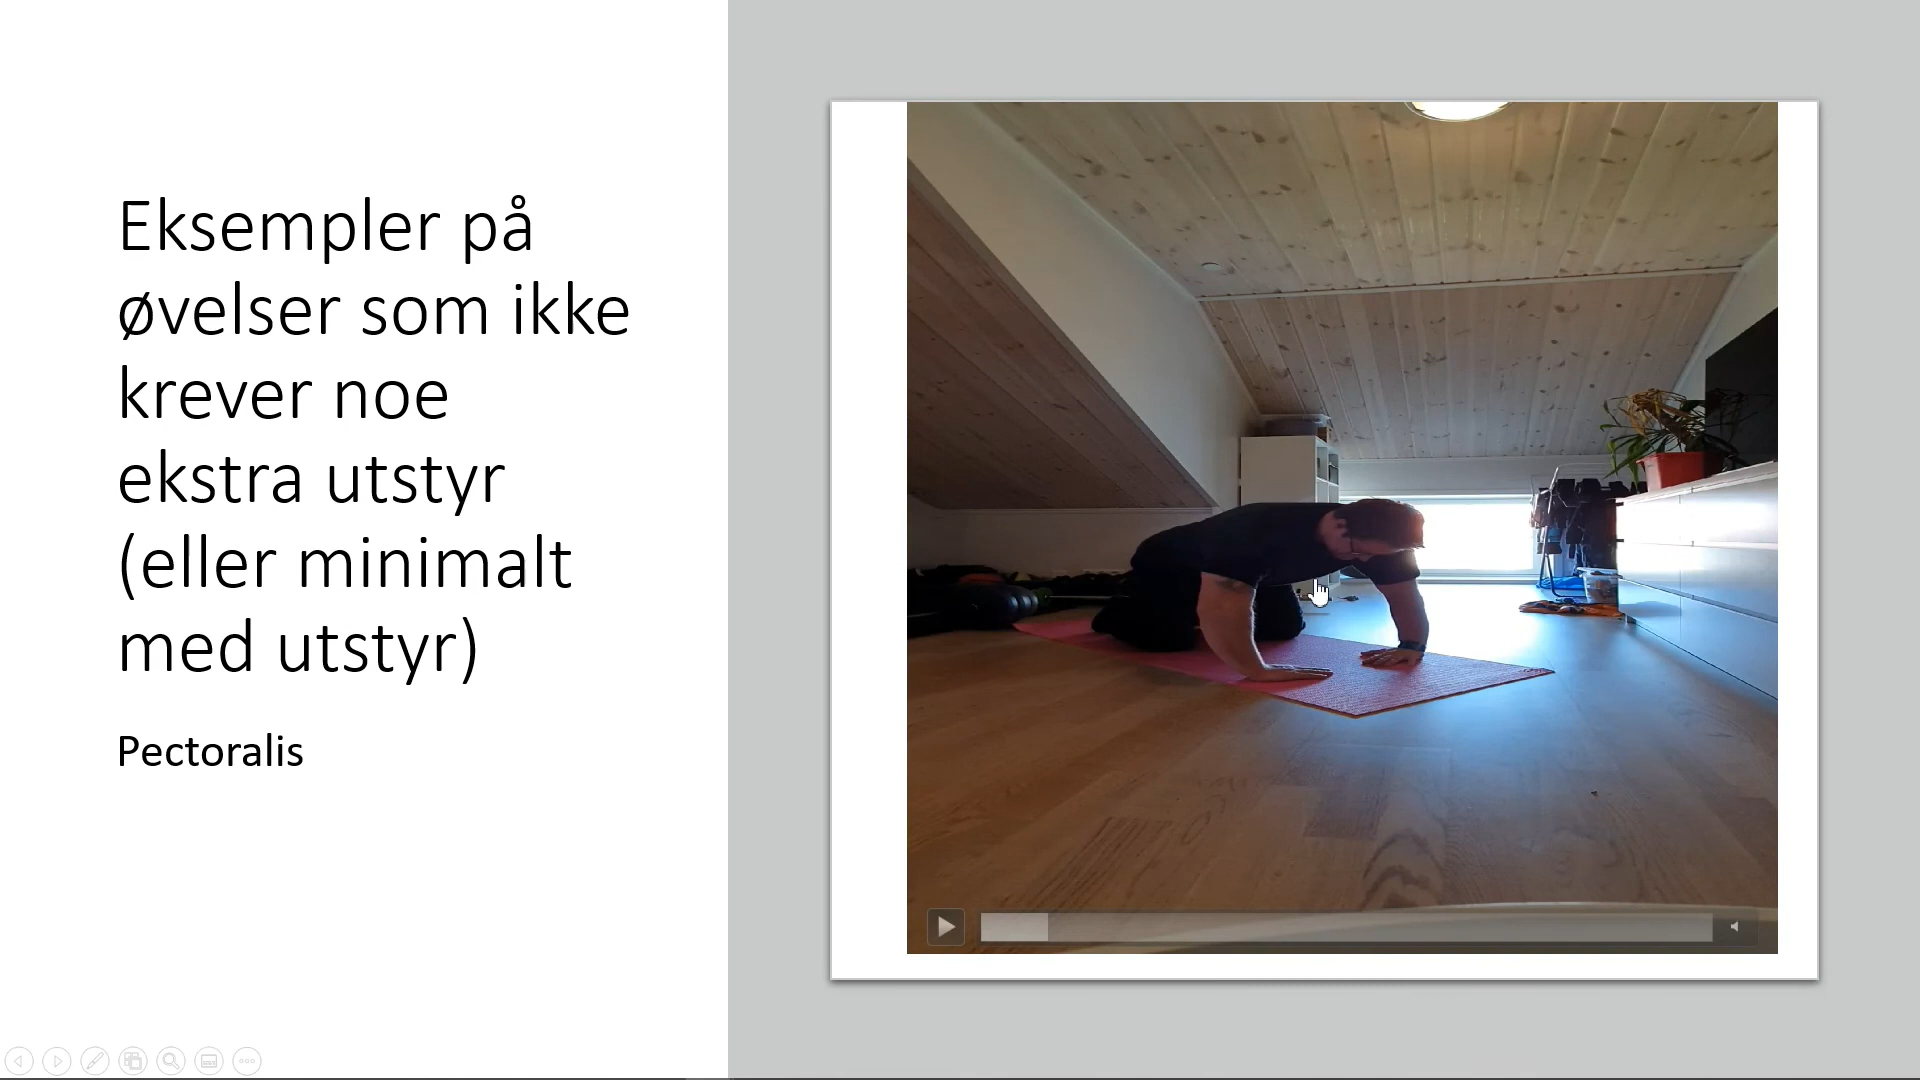 Eksempler på
øvelser som ikke
krever noe
ekstra utstyr
(eller minimalt
med utstyr)
Pectoralis